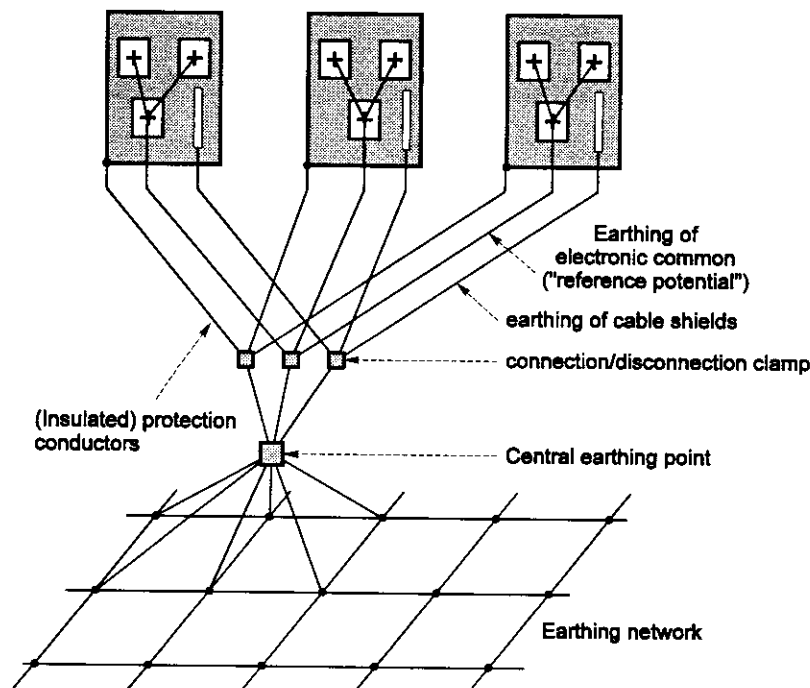 Earthing of
electronic common
("reference potential")
earthing of cable shields
connection/disconnection clamp
(Insulated) protection
conductors
Central earthing point
Earthing network